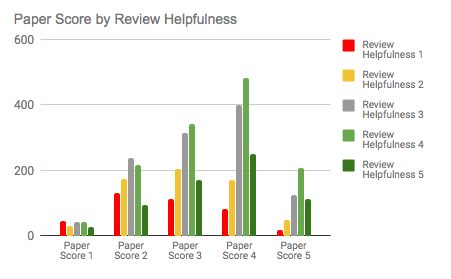 Paper Score by Review Helpfulness
600
400
200
0
Paper
Score 1
Paper
Score 2
Paper
Score 3
Paper
Score 4
Paper
Score 5
Review
Helpfulness 1
Review
Helpfulness 2
Review
Helpfulness 3
Review
Helpfulness 4
Review
Helpfulness 5